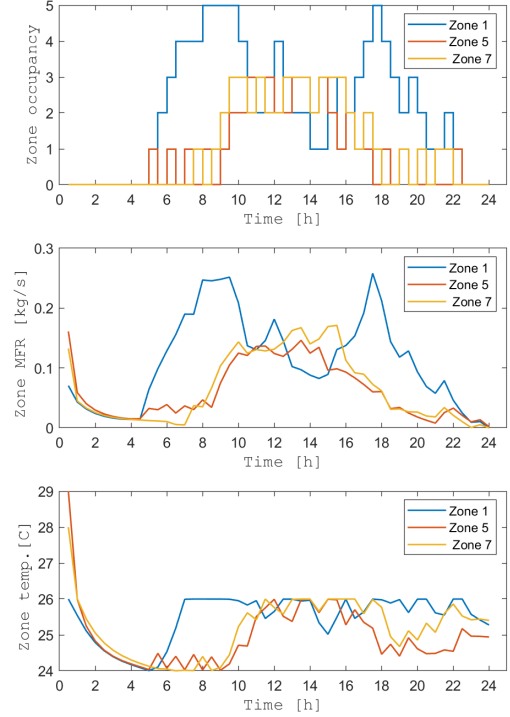 5
4
3
2
1
0
Zone occupancy
Zone 1
Zone 5
Zone 7
0 2 4 6 8 10 12 14 16 18 20 22 24
Time [h]
0.3
0.2
0.1
0
Zone MFR [kg/s]
Zone 1
Zone 5
Zone 7
0 2 4 6 8 10 12 14 16 18 20 22 24
Time [h]
29
28
27
26
25
24
Zone temp.[C]
Zone 1
Zone 5
Zone 7
0 2 4 6 8 10 12 14 16 18 20 22 24
Time [h]